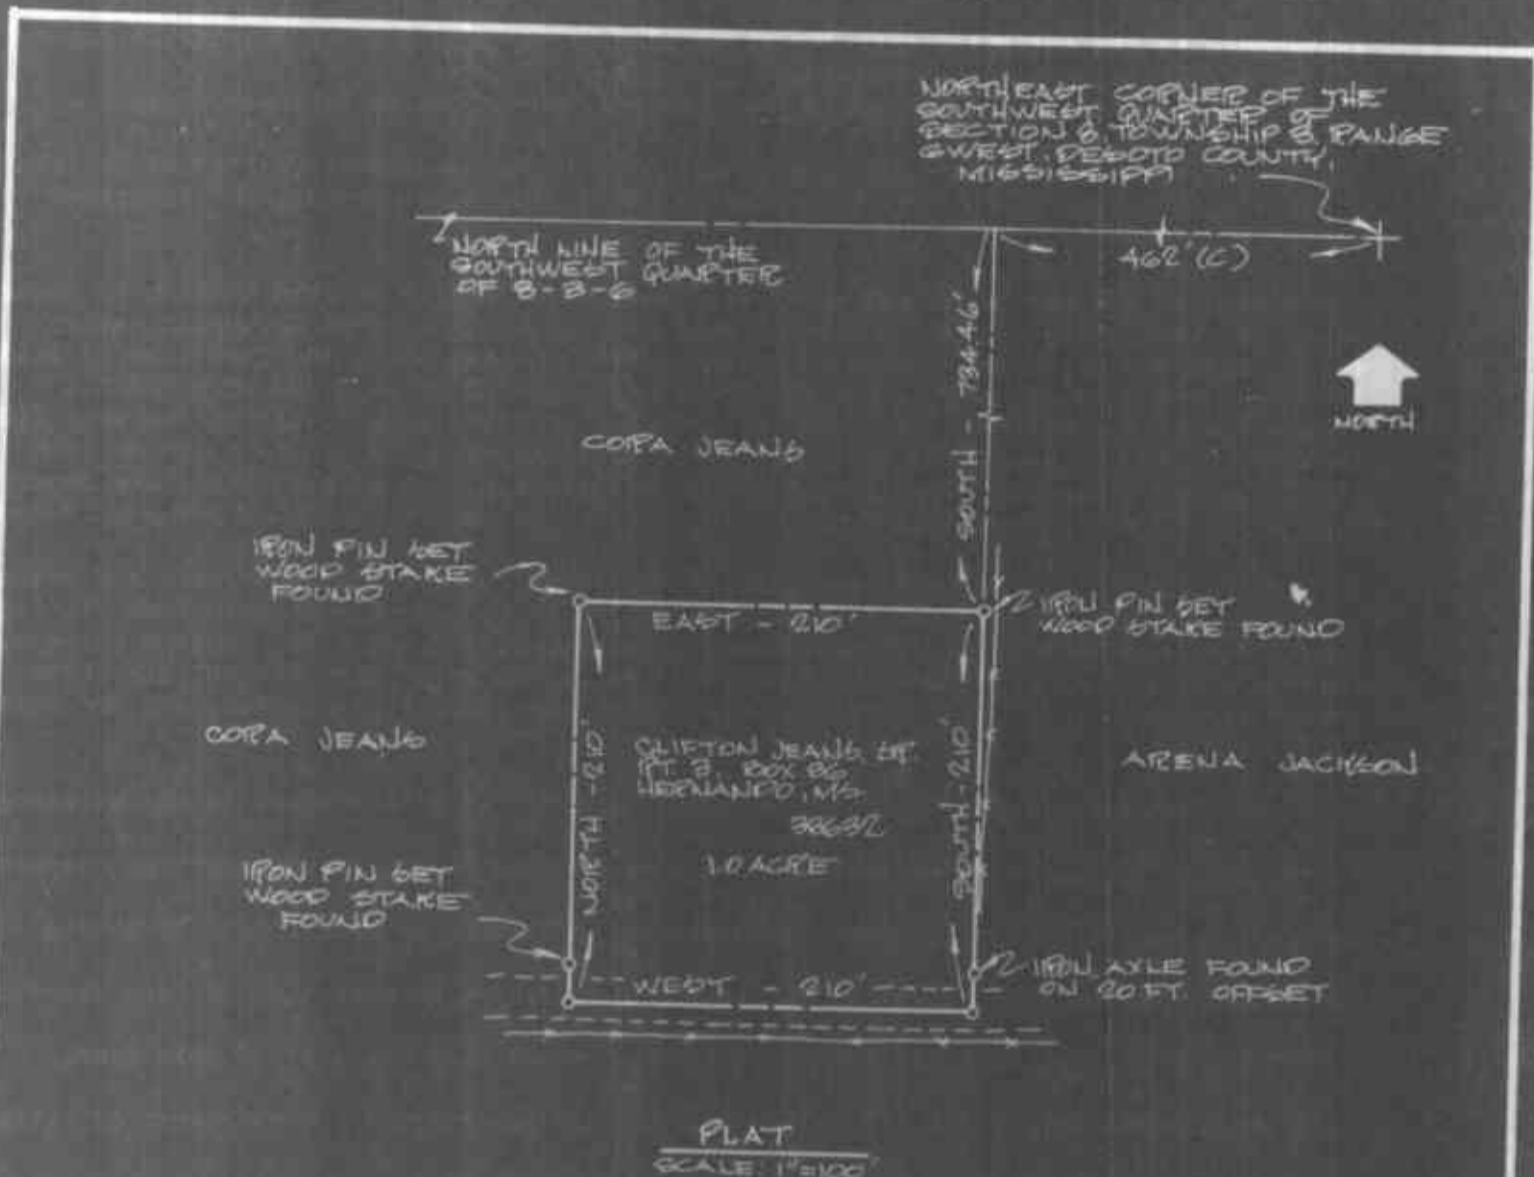 NORTHEAST CORNER OF THE
SOUTHWEST QUARTER OF
SECTION 8, TOWNSHIP 3, RANGE
6 WEST, DESOTO COUNTY,
MISSISSIPPI
NORTH LINE OF THE
SOUTHWEST QUARTER
OF 8-3-6
462' (C)
SOUTH - 734.46'
NORTH
CORA JEANS
IRON PIN SET
WOOD STAKE
FOUND
EAST - 210'
IRON PIN SET
WOOD STAKE FOUND
CORA JEANS
NORTH - 210'
CLIFTON JEANS, SR.
RT. 3 BOX 86
HERNANDO, MS
38632
1.0 ACRE
SOUTH - 210'
ARENA JACKSON
IRON PIN SET
WOOD STAKE
FOUND
WEST - 210'
IRON AXLE FOUND
ON 20 FT. OFFSET
PLAT
SCALE: 1"=100'